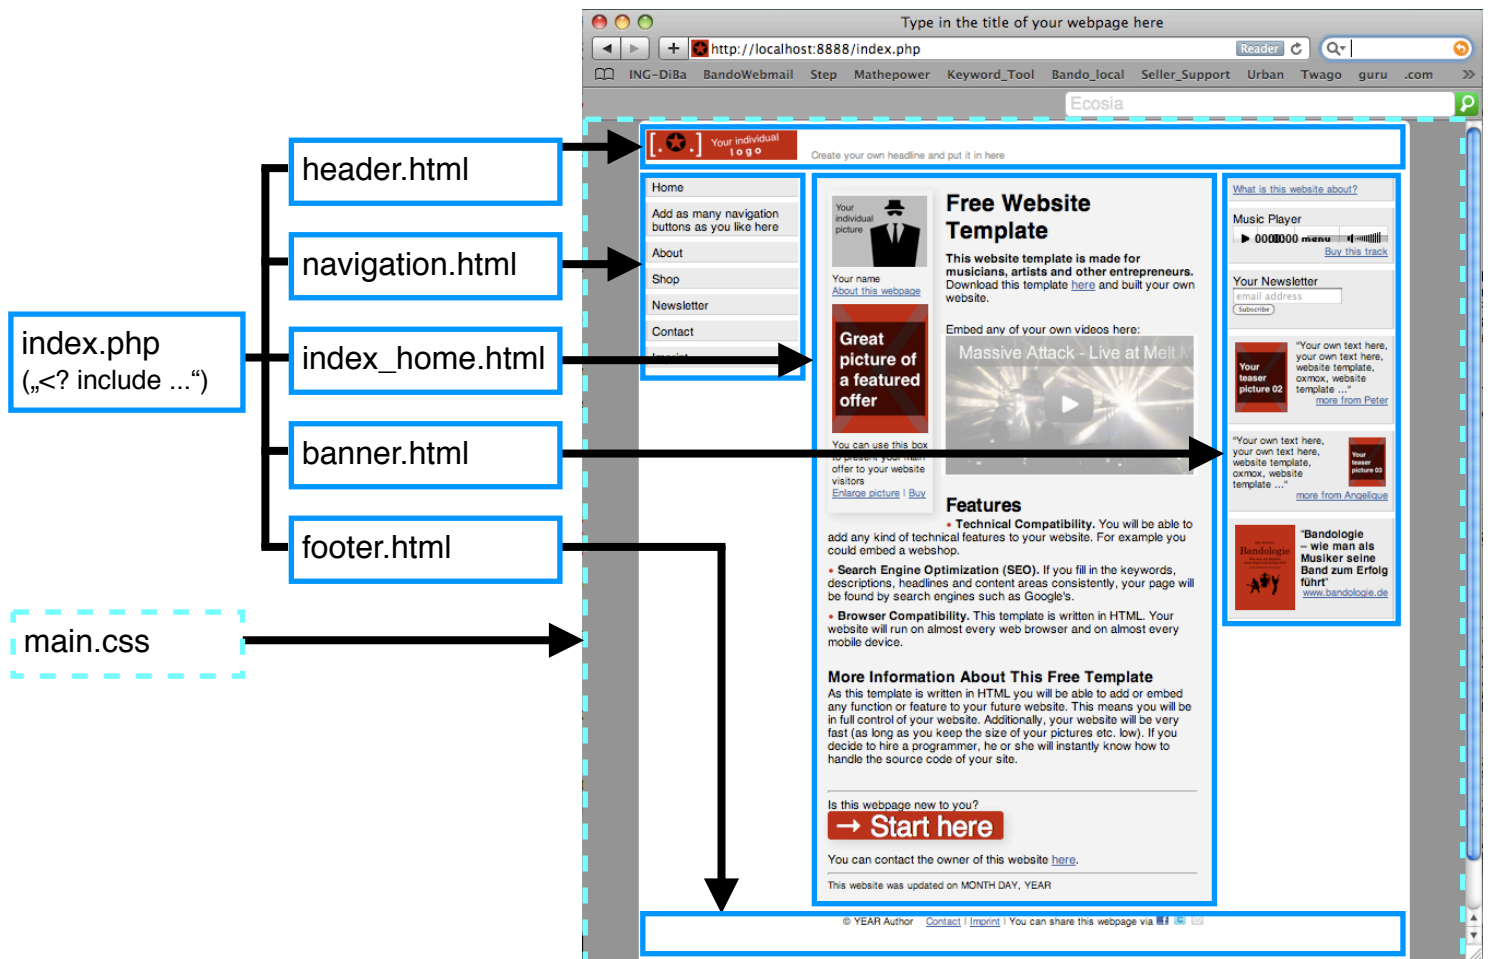 Type in the title of your webpage here
http://localhost:8888/index.php
Reader
ING-DiBa BandoWebmail Step Mathepower Keyword_Tool Bando_local Seller_Support Urban Twago guru .com
Ecosia
index.php
(„<? include ...“)
header.html
navigation.html
index_home.html
banner.html
footer.html
main.css
[. .] Your individual
logo
Create your own headline and put it in here
Home
Add as many navigation
buttons as you like here
About
Shop
Newsletter
Contact
Imprint
Your
individual
picture
Your name
About this webpage
Great
picture of
a featured
offer
You can use this box
to present your main
offer to your website
visitors
Enlarge picture | Buy
Free Website
Template
This website template is made for
musicians, artists and other entrepreneurs.
Download this template here and built your own
website.
Embed any of your own videos here:
Massive Attack - Live at Melt
Features
• Technical Compatibility. You will be able to
add any kind of technical features to your website. For example you
could embed a webshop.
• Search Engine Optimization (SEO). If you fill in the keywords,
descriptions, headlines and content areas consistently, your page will
be found by search engines such as Google's.
• Browser Compatibility. This template is written in HTML. Your
website will run on almost every web browser and on almost every
mobile device.
More Information About This Free Template
As this template is written in HTML you will be able to add or embed
any function or feature to your future website. This means you will be
in full control of your website. Additionally, your website will be very
fast (as long as you keep the size of your pictures etc. low). If you
decide to hire a programmer, he or she will instantly know how to
handle the source code of your site.
Is this webpage new to you?
→ Start here
You can contact the owner of this website here.
This website was updated on MONTH DAY, YEAR
What is this website about?
Music Player
Buy this track
Your Newsletter
email address
Subscribe
Your
teaser
picture 02
"Your own text here,
your own text here,
website template,
oxmox, website
template ..."
more from Peter
"Your own text here,
your own text here,
website template,
oxmox, website
template ..."
Your
teaser
picture 03
more from Angelique
Bandologie
"Bandologie
– wie man als
Musiker seine
Band zum Erfolg
führt"
www.bandologie.de
© YEAR Author Contact | Imprint | You can share this webpage via